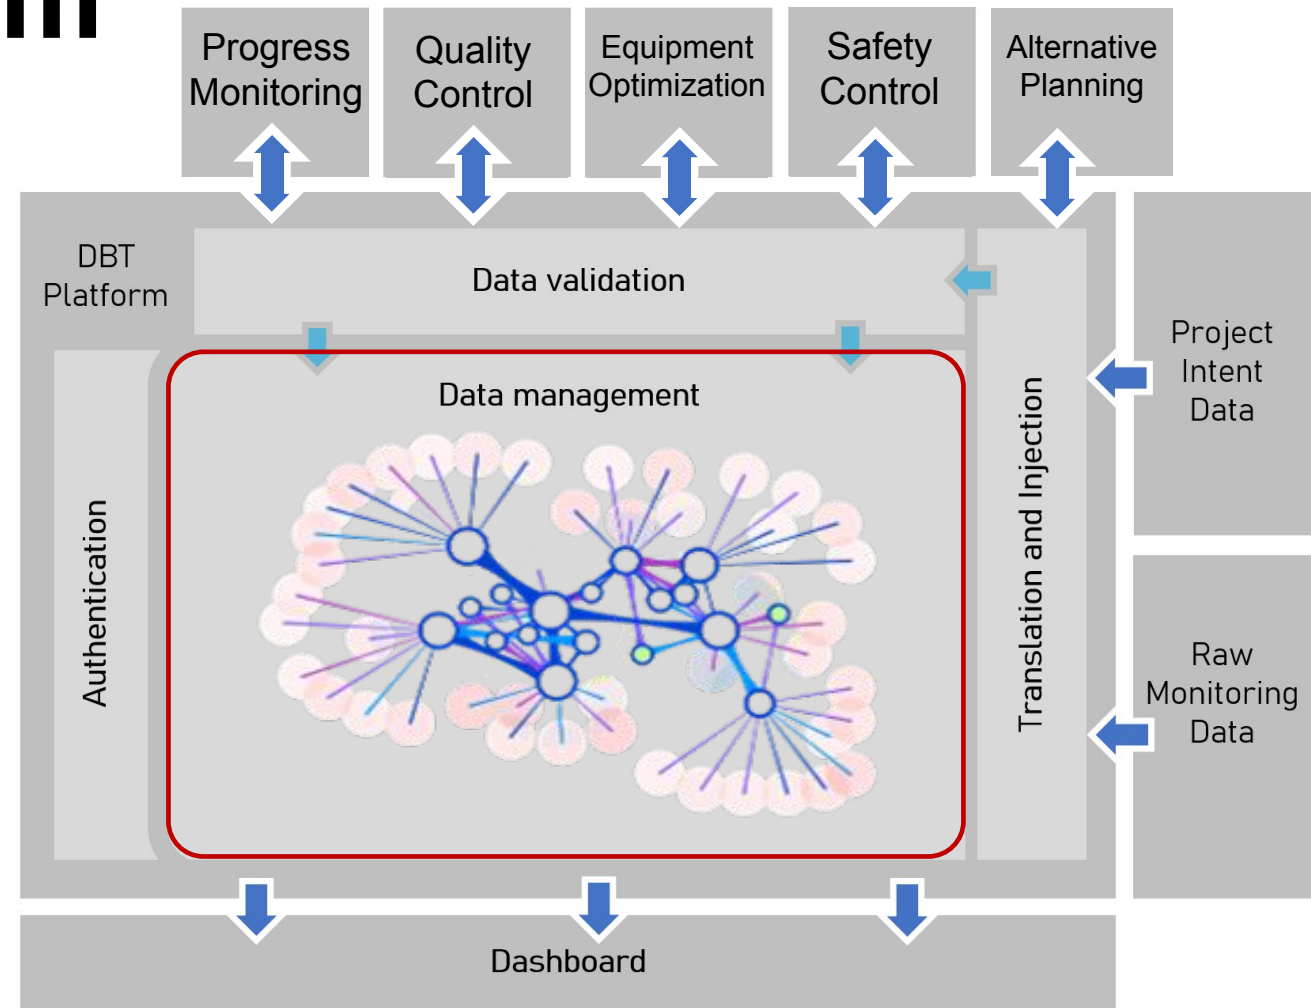 Progress
Monitoring
Quality
Control
Equipment
Optimization
Safety
Control
Alternative
Planning
DBT
Platform
Data validation
Data management
Authentication
Translation and Injection
Project
Intent
Data
Raw
Monitoring
Data
Dashboard